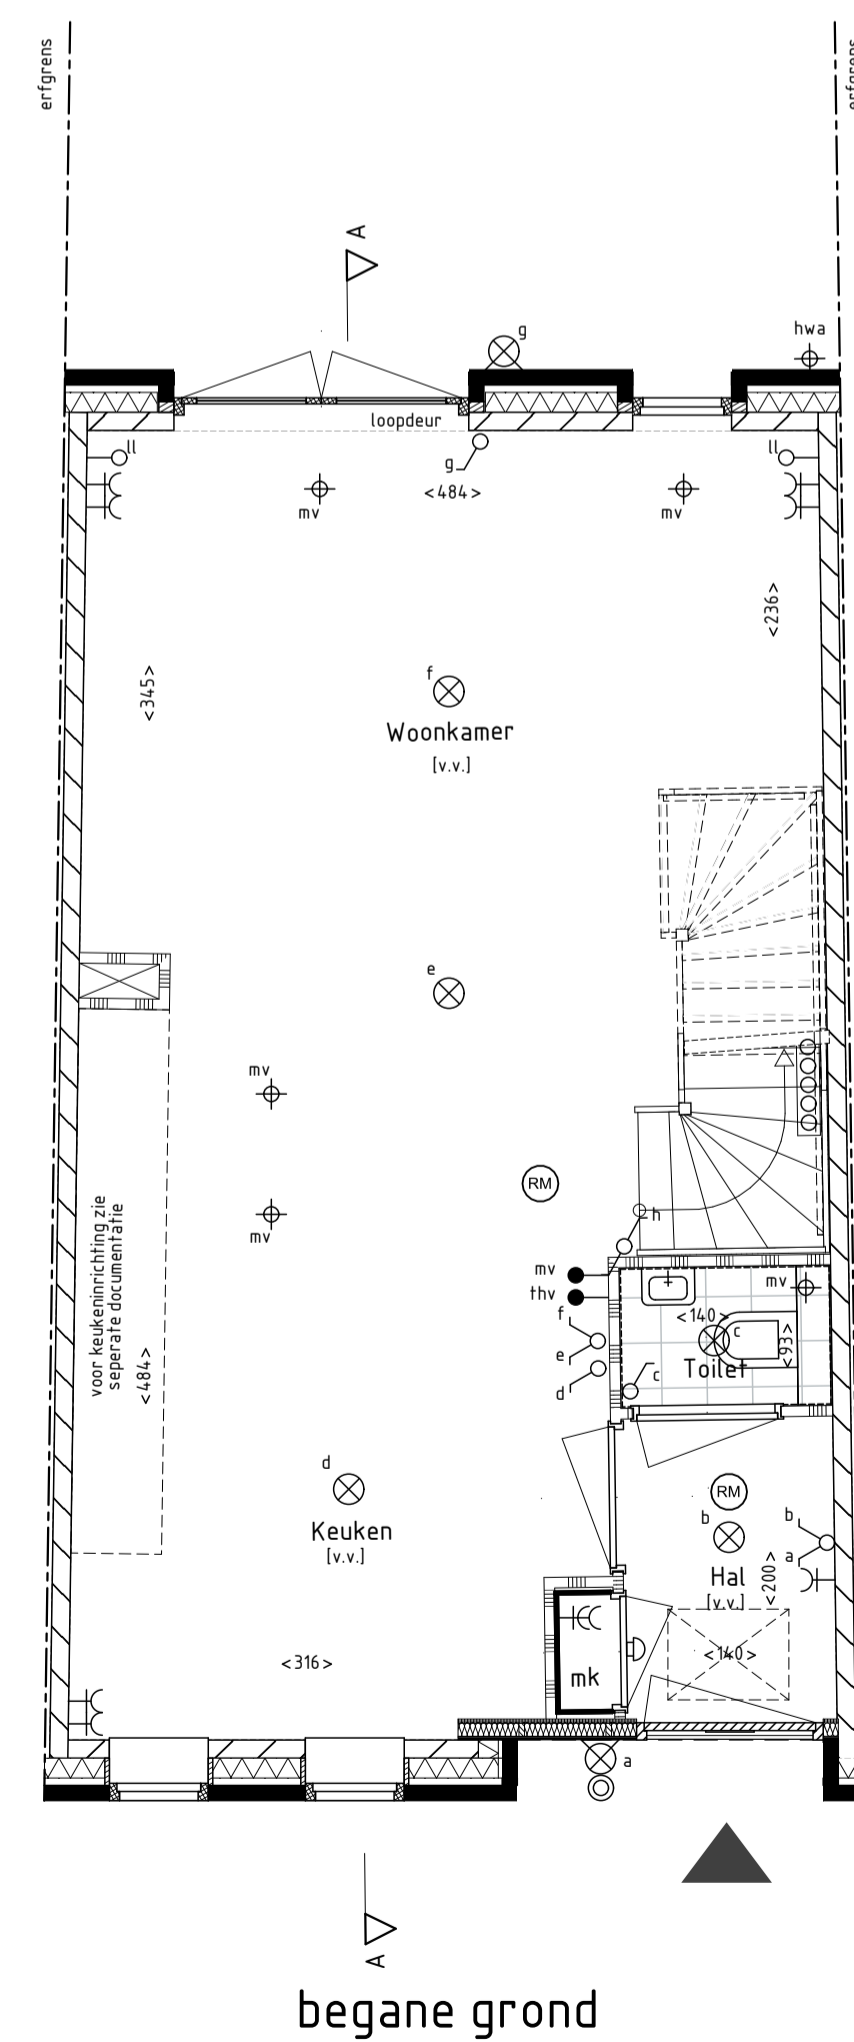 erfgrens
erfgrens
A
g
hwa
loopdeur
ll
g
ll
mv
<484>
mv
<236>
<345>
f
Woonkamer
[v.v.]
e
mv
RM
mv
voor keukeninrichting zie
seperate documentatie
<484>
h
mv
thv
mv
f
e
d
<140>
c
<93>
Toilet
c
d
Keuken
[v.v.]
RM
b
b
a
Hal
[v.v.]
<200>
<316>
<140>
mk
a
A
begane grond